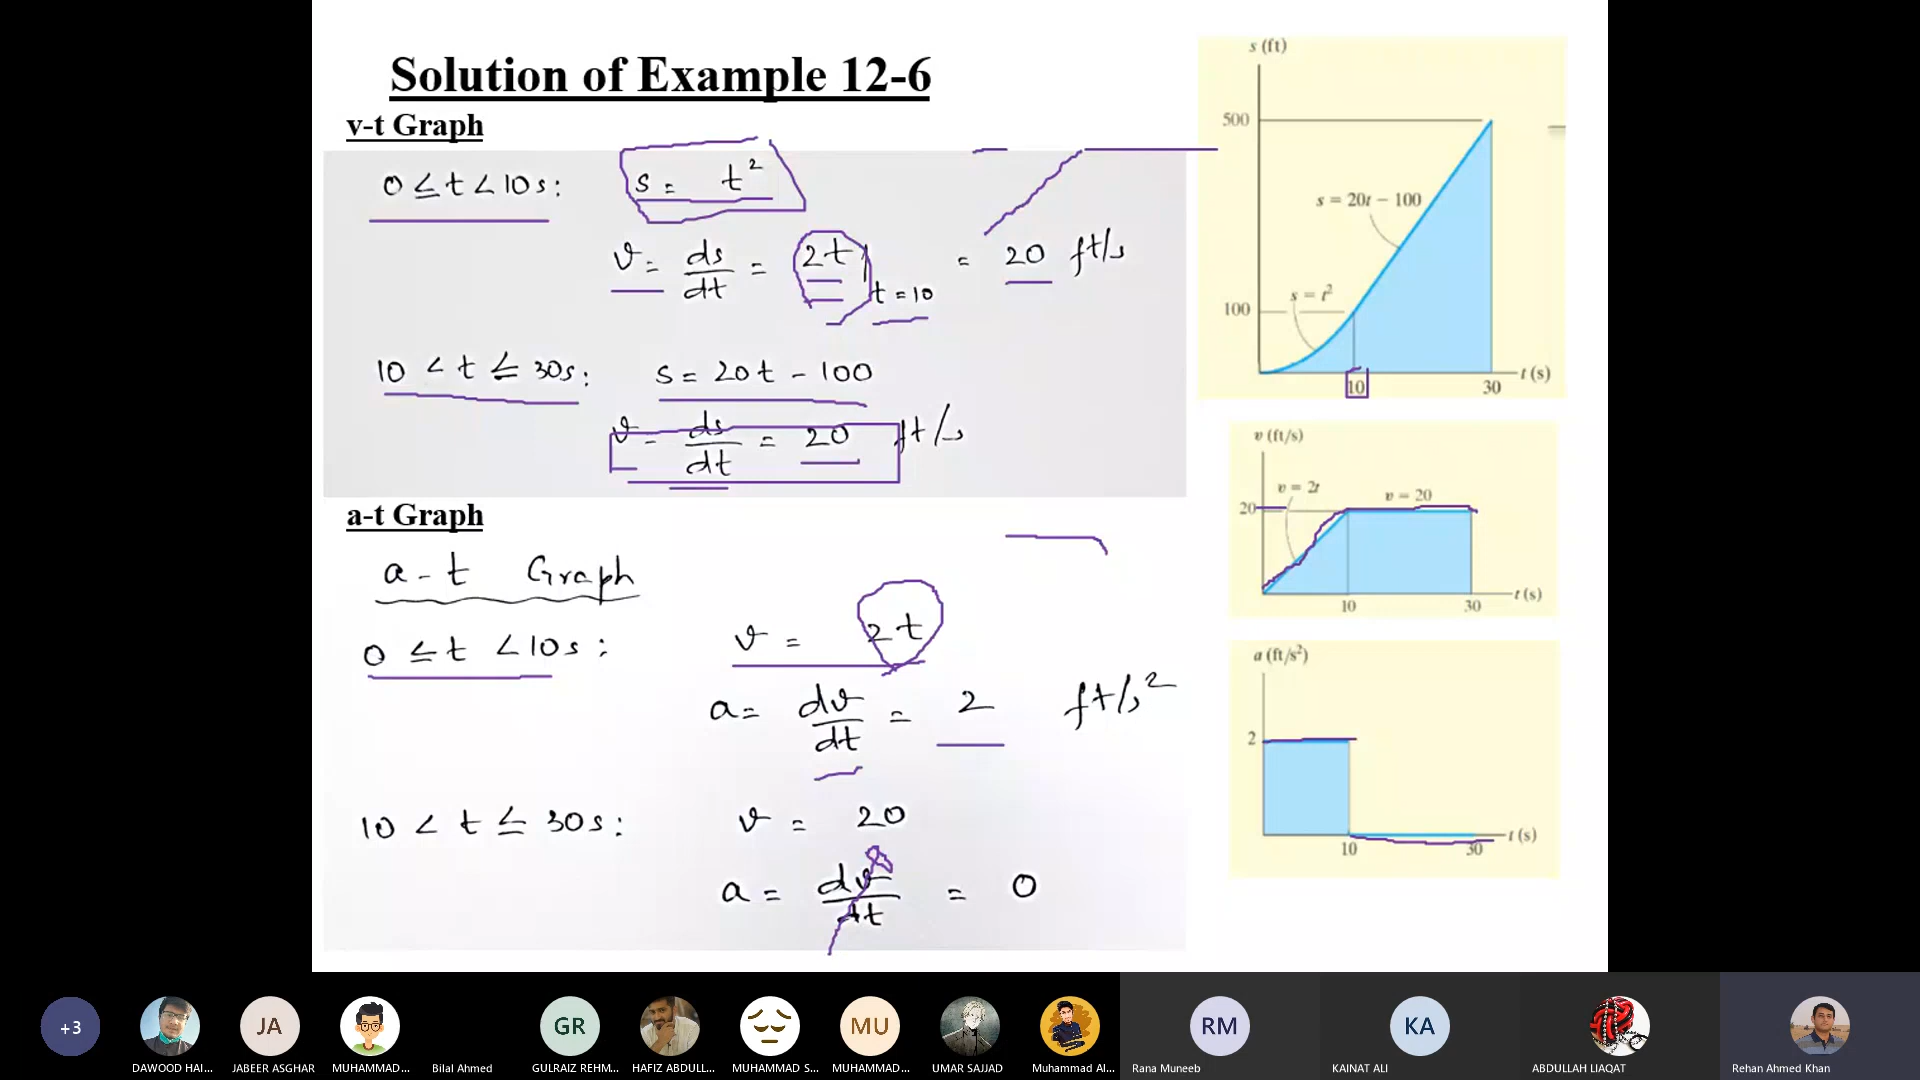 Solution of Example 12-6
v-t Graph
0 ≤ t < 10s :
s = t²
v = ds/dt = 2t|t=10 = 20 ft/s
10 < t ≤ 30s :
s = 20t - 100
v = ds/dt = 20 ft/s
a-t Graph
a - t Graph
0 ≤ t < 10s :
v = 2t
a = dv/dt = 2 ft/s²
10 < t ≤ 30s :
v = 20
a = dv/dt = 0
s (ft)
500
s = 20t − 100
s = t²
100
10
30
t (s)
v (ft/s)
v = 2t
v = 20
20
10
30
t (s)
a (ft/s²)
2
10
30
t (s)
+3
JA
GR
MU
RM
KA
DAWOOD HAI...
JABEER ASGHAR
MUHAMMAD...
Bilal Ahmed
GULRAIZ REHM...
HAFIZ ABDULL...
MUHAMMAD S...
MUHAMMAD...
UMAR SAJJAD
Muhammad Al...
Rana Muneeb
KAINAT ALI
ABDULLAH LIAQAT
Rehan Ahmed Khan